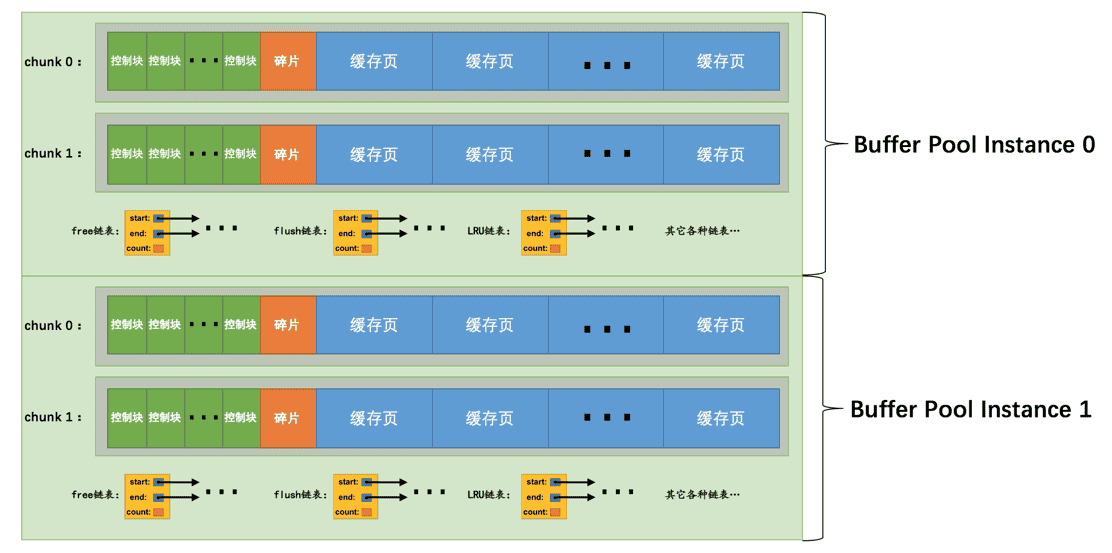 chunk 0：
控制块 控制块 ··· 控制块 碎片 缓存页 缓存页 ··· 缓存页
chunk 1：
控制块 控制块 ··· 控制块 碎片 缓存页 缓存页 ··· 缓存页
Buffer Pool Instance 0
free链表： start: end: count: ···
flush链表： start: end: count: ···
LRU链表： start: end: count: ···
其它各种链表…
chunk 0：
控制块 控制块 ··· 控制块 碎片 缓存页 缓存页 ··· 缓存页
chunk 1：
控制块 控制块 ··· 控制块 碎片 缓存页 缓存页 ··· 缓存页
Buffer Pool Instance 1
free链表： start: end: count: ···
flush链表： start: end: count: ···
LRU链表： start: end: count: ···
其它各种链表…